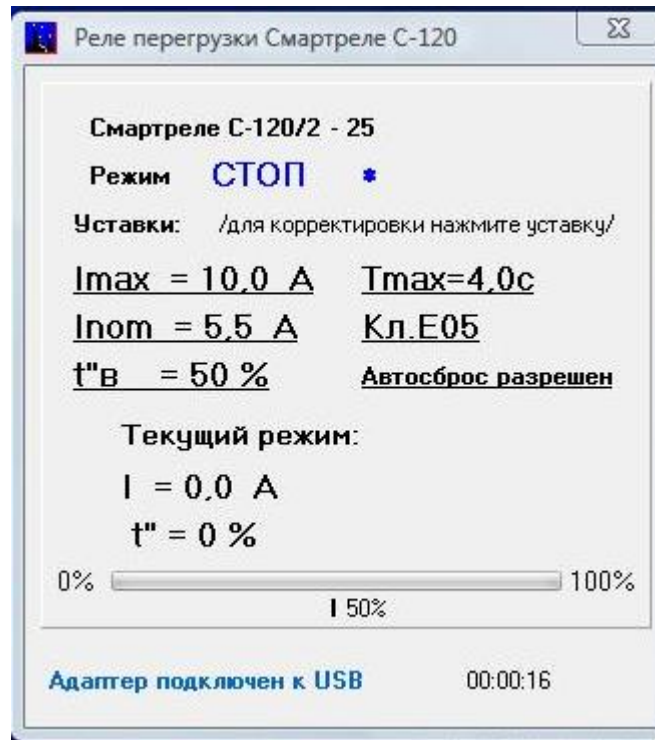 Реле перегрузки Смартреле С-120
Смартреле С-120/2 - 25
Режим СТОП *
Уставки: /для корректировки нажмите уставку/
Imax = 10,0 А Tmax=4,0с
Inom = 5,5 А Кл.Е05
t"в = 50 % Автосброс разрешен
Текущий режим:
I = 0,0 А
t" = 0 %
0% 100%
I 50%
Адаптер подключен к USB 00:00:16